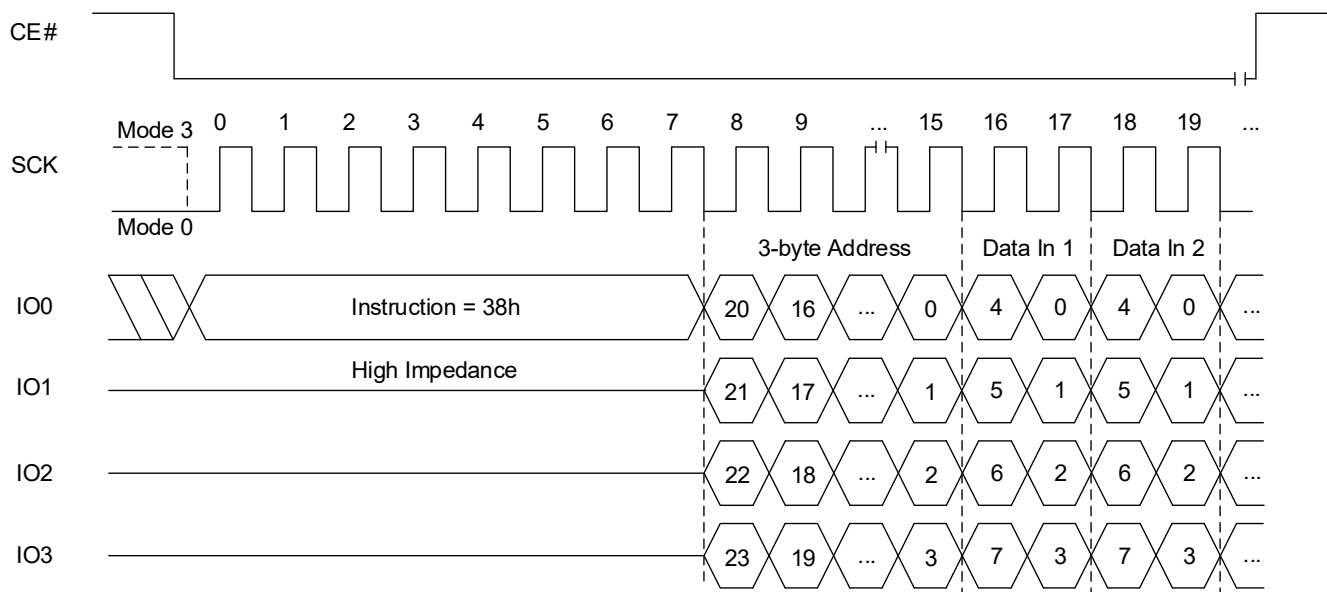 CE#
Mode 3 0 1 2 3 4 5 6 7 8 9 ... 15 16 17 18 19 ...
SCK
Mode 0
3-byte Address Data In 1 Data In 2
IO0 Instruction = 38h 20 16 ... 0 4 0 4 0 ...
High Impedance
IO1 21 17 ... 1 5 1 5 1 ...
IO2 22 18 ... 2 6 2 6 2 ...
IO3 23 19 ... 3 7 3 7 3 ...